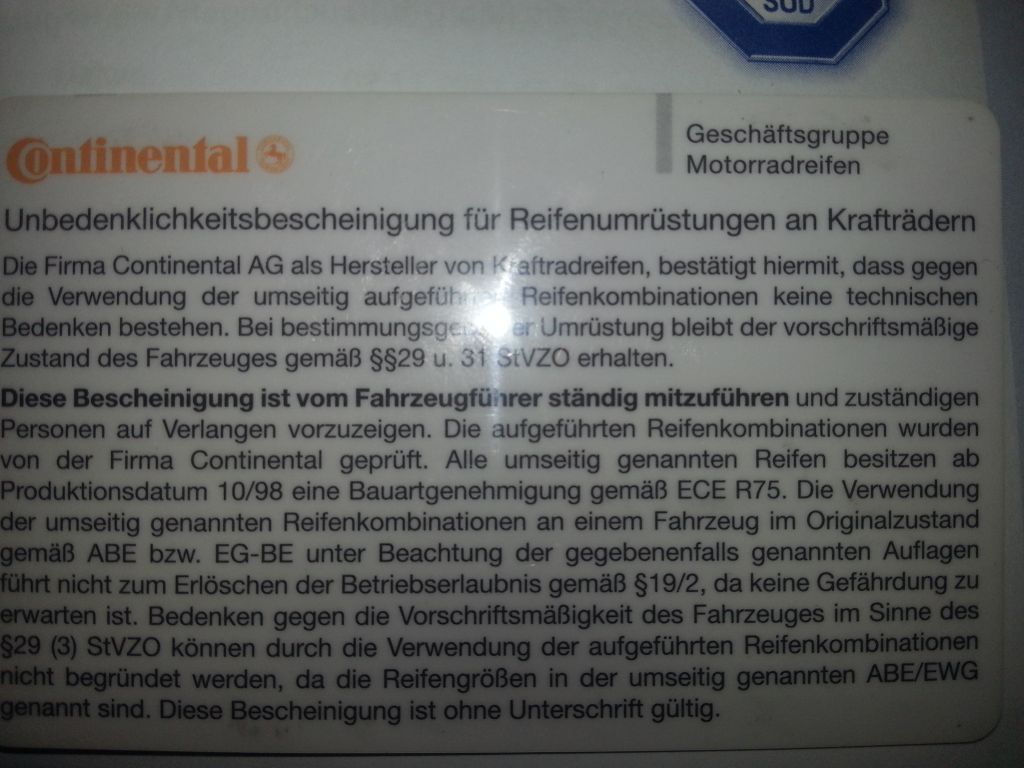 SÜD
Continental
Geschäftsgruppe
Motorradreifen
Unbedenklichkeitsbescheinigung für Reifenumrüstungen an Krafträdern
Die Firma Continental AG als Hersteller von Kraftradreifen, bestätigt hiermit, dass gegen
die Verwendung der umseitig aufgeführten Reifenkombinationen keine technischen
Bedenken bestehen. Bei Umrüstung bleibt der vorschriftsmäßige
Zustand des Fahrzeuges gemäß §§29 u. 31 StVZO erhalten.
Diese Bescheinigung ist vom Fahrzeugführer ständig mitzuführen und zuständigen
Personen auf Verlangen vorzuzeigen. Die aufgeführten Reifenkombinationen wurden
von der Firma Continental geprüft. Alle umseitig genannten Reifen besitzen ab
Produktionsdatum 10/98 eine Bauartgenehmigung gemäß ECE R75. Die Verwendung
der umseitig genannten Reifenkombinationen an einem Fahrzeug im Originalzustand
gemäß ABE bzw. EG-BE unter Beachtung der gegebenenfalls genannten Auflagen
führt nicht zum Erlöschen der Betriebserlaubnis gemäß §19/2, da keine Gefährdung zu
erwarten ist. Bedenken gegen die Vorschriftsmäßigkeit des Fahrzeuges im Sinne des
§29 (3) StVZO können durch die Verwendung der aufgeführten Reifenkombinationen
nicht begründet werden, da die Reifengrößen in der umseitig genannten ABE/EWG
genannt sind. Diese Bescheinigung ist ohne Unterschrift gültig.